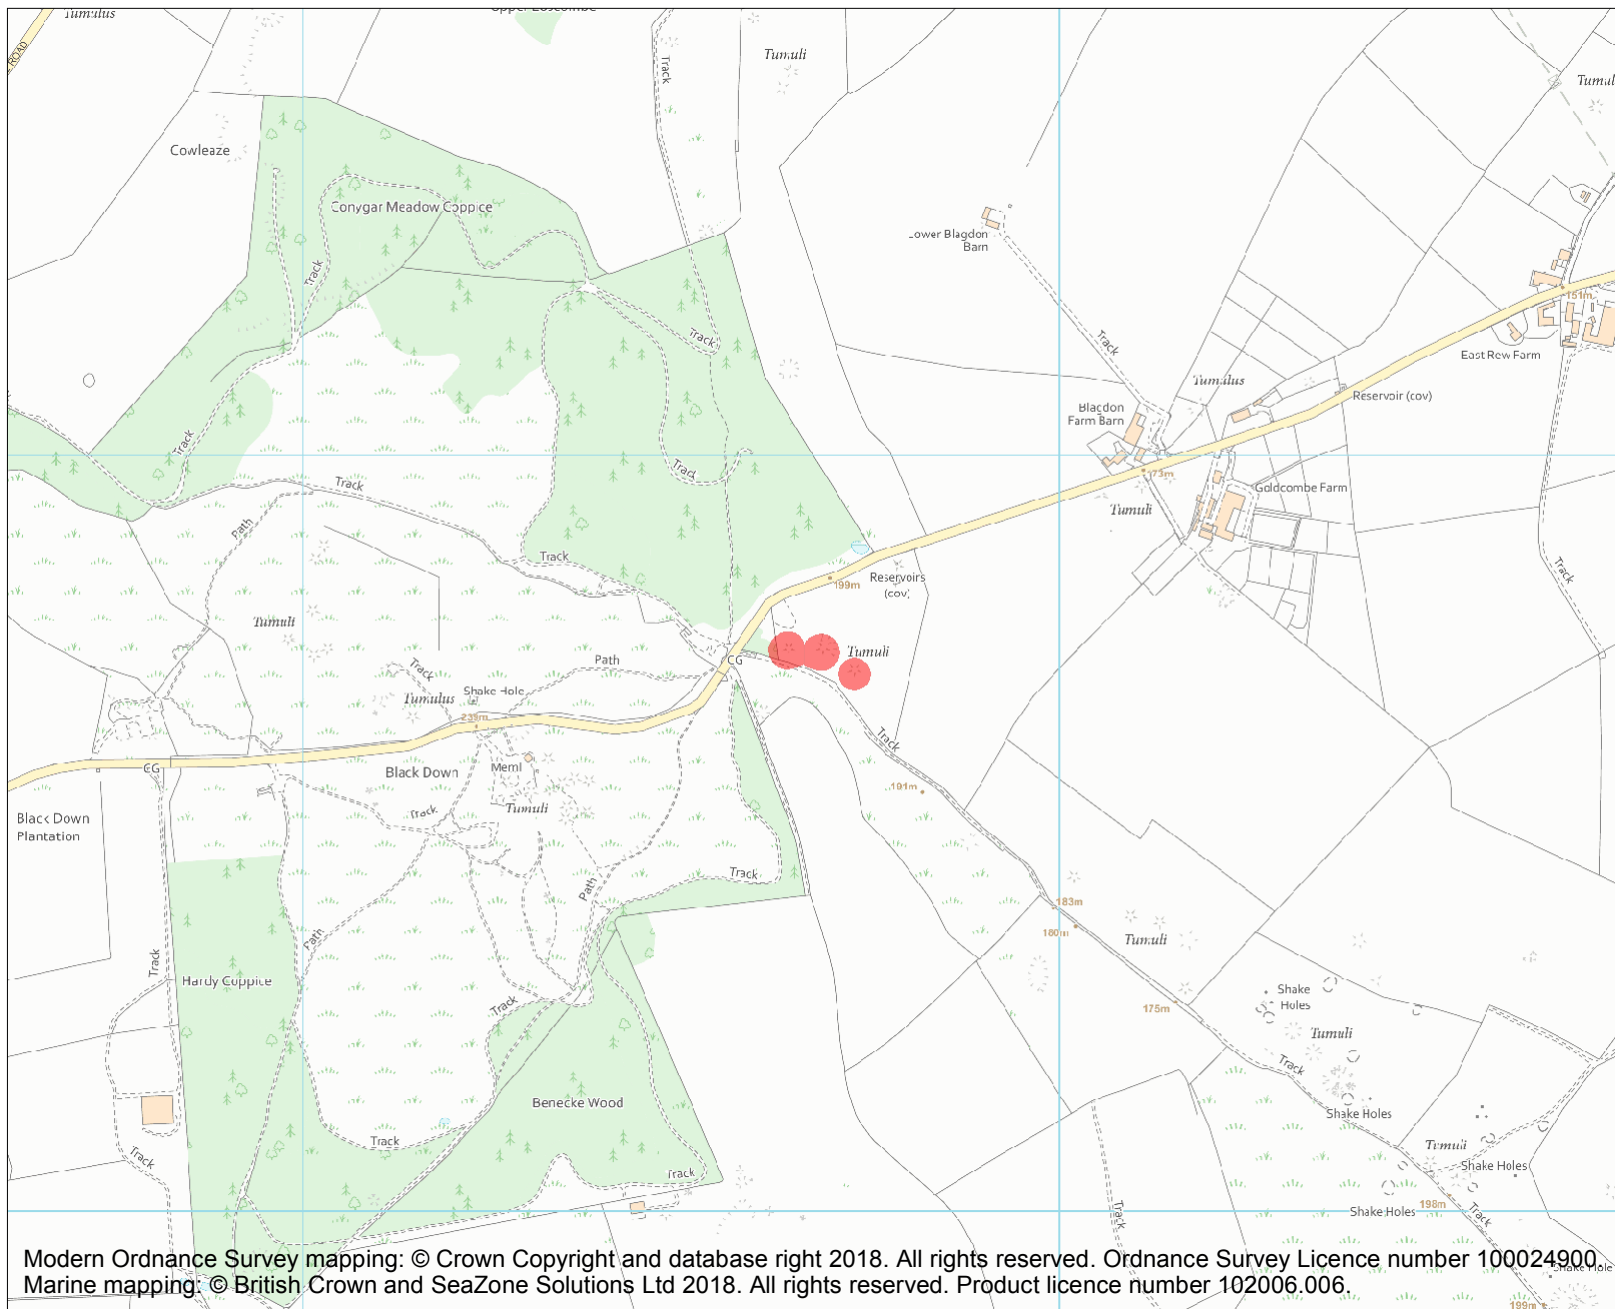 Tumulus
ROAD
Track
Tumuli
Cowleaze
Conygar Meadow Coppice
Track
Lower Blagdon
Barn
151m
East Rew Farm
Track
Track
Tumulus
Reservoir (cov)
Blagdon
Farm Barn
Track
Track
Track
Goldcombe Farm
Tumuli
Path
Track
Reservoirs
(cov)
199m
Track
Tumuli
Tumuli
CG
Path
Track
Shake Hole
Tumulus
Track
CG
Black Down
Meml
Tumuli
Track
191m
Black Down
Plantation
Track
Path
183m
180m
Tumuli
Path
Track
Hardy Coppice
Track
Shake
Holes
175m
Tumuli
Track
Benecke Wood
Shake Holes
Track
Track
Track
Tumuli
Shake Holes
198m
Shake Holes
Track
Track
Modern Ordnance Survey mapping: © Crown Copyright and database right 2018. All rights reserved. Ordnance Survey Licence number 100024900.
Marine mapping: © British Crown and SeaZone Solutions Ltd 2018. All rights reserved. Product licence number 102006.006.
Shake Hole
199m